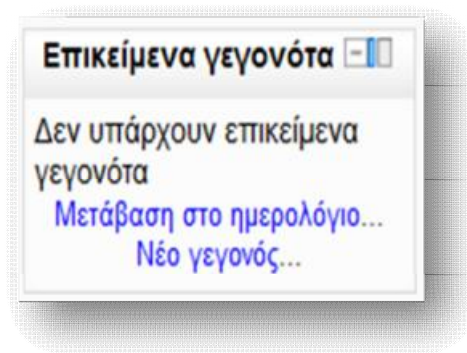 Επικείμενα γεγονότα
Δεν υπάρχουν επικείμενα
γεγονότα
Μετάβαση στο ημερολόγιο...
Νέο γεγονός...